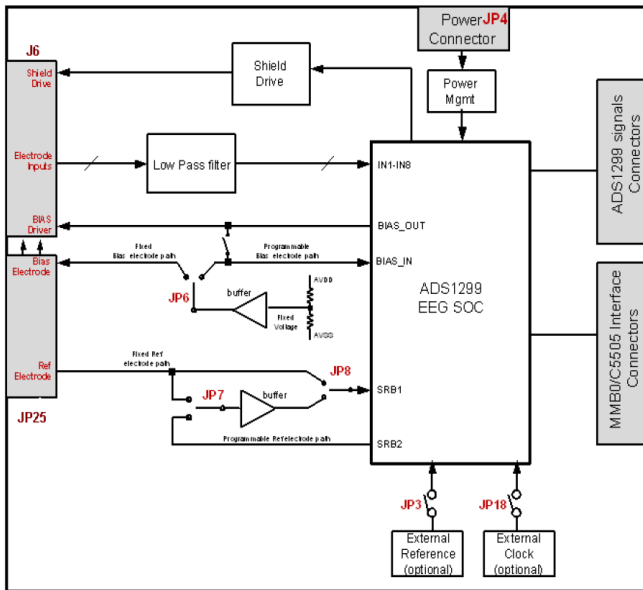 Power JP4
Connector
J6
Shield
Drive
Shield
Drive
Power
Mgmt
ADS1299 signals
Connectors
Electrode
Inputs
Low Pass filter
IN1-IN8
BIAS
Driver
BIAS_OUT
Bias
Electrode
Fixed
Bias electrode path
Programmable
Bias electrode path
BIAS_IN
ADS1299
EEG SOC
JP6
buffer
AVDD
Fixed
Voltage
AVSS
MMB0/C5505 Interface
Connectors
Ref
Electrode
Fixed Ref
electrode path
JP8
JP7
buffer
SRB1
JP25
Programmable Ref electrode path
SRB2
JP3
JP18
External
Reference
(optional)
External
Clock
(optional)